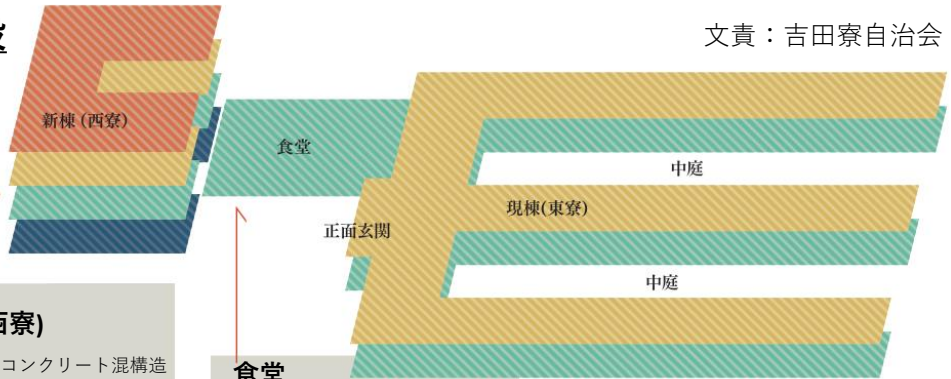 文責：吉田寮自治会
新棟 (西寮)
食堂
中庭
現棟(東寮)
正面玄関
中庭
西寮)
コンクリート混構造
食堂